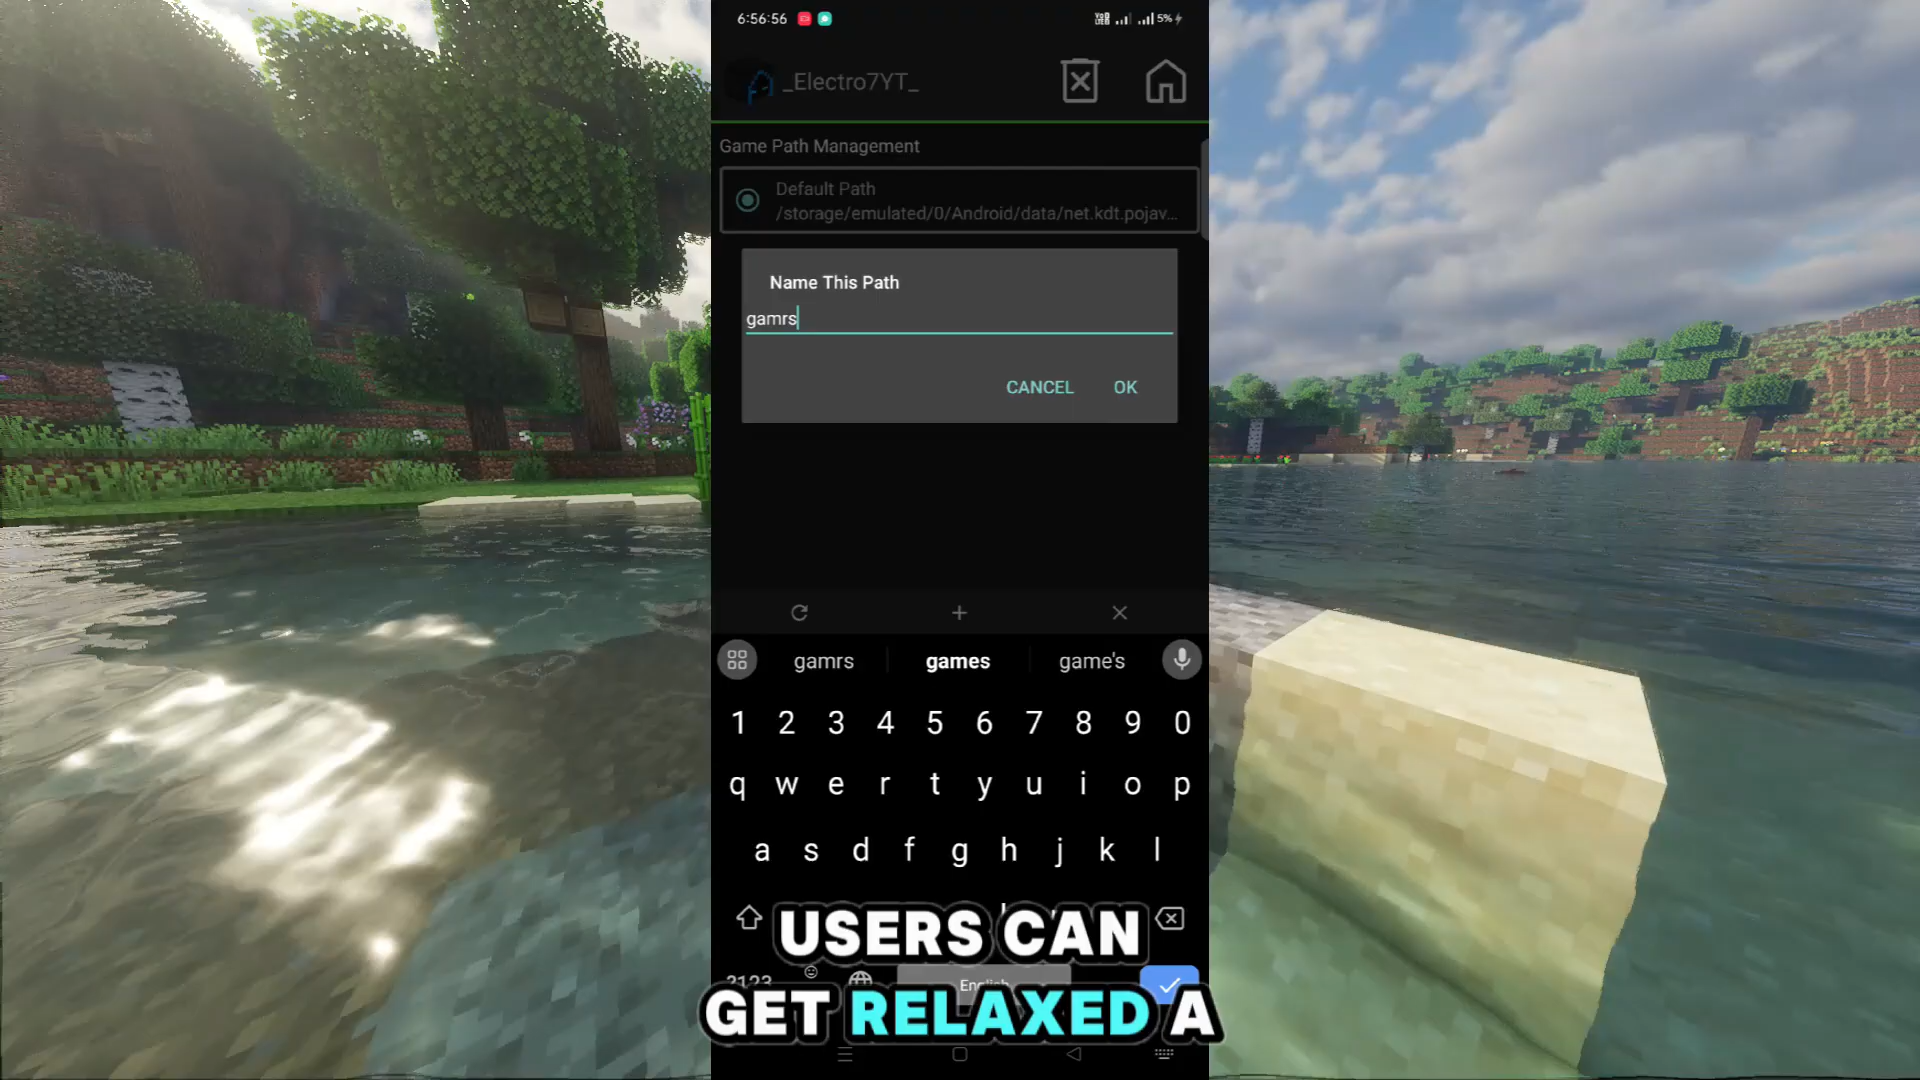 6:56:56
5%
_Electro7YT_
Game Path Management
Default Path
/storage/emulated/0/Android/data/net.kdt.pojav...
Name This Path
gamrs
CANCEL OK
gamrs games game's
1 2 3 4 5 6 7 8 9 0
q w e r t y u i o p
a s d f g h j k l
USERS CAN
?123 English
GET RELAXED A